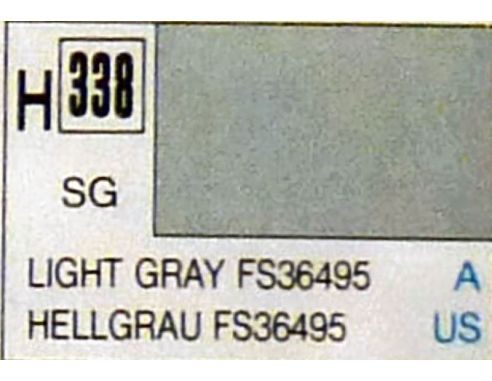 H 338
SG
LIGHT GRAY FS36495 A
HELLGRAU FS36495 US